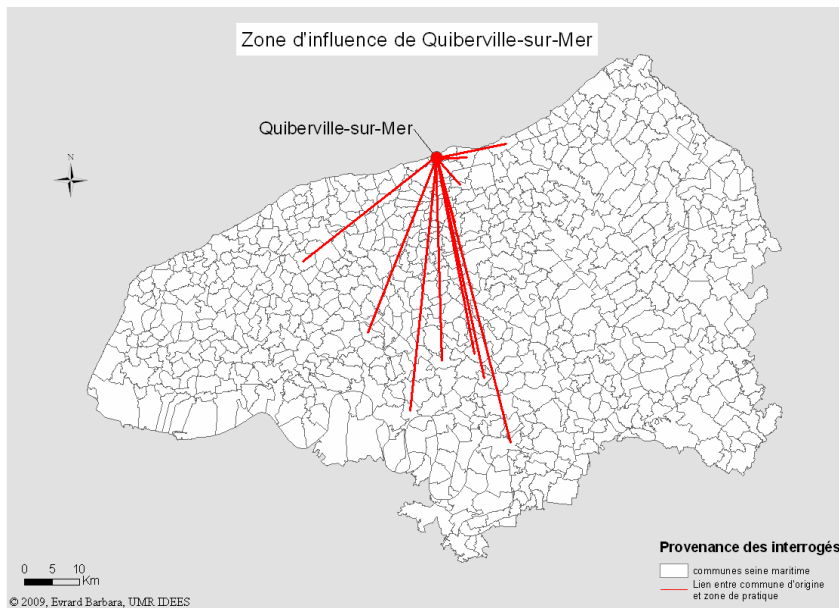 Zone d'influence de Quiberville-sur-Mer
Quiberville-sur-Mer
N
Provenance des interrogés
communes seine maritime
Lien entre commune d'origine
et zone de pratique
0 5 10
Km
© 2009, Evrard Barbara, UMR IDEES